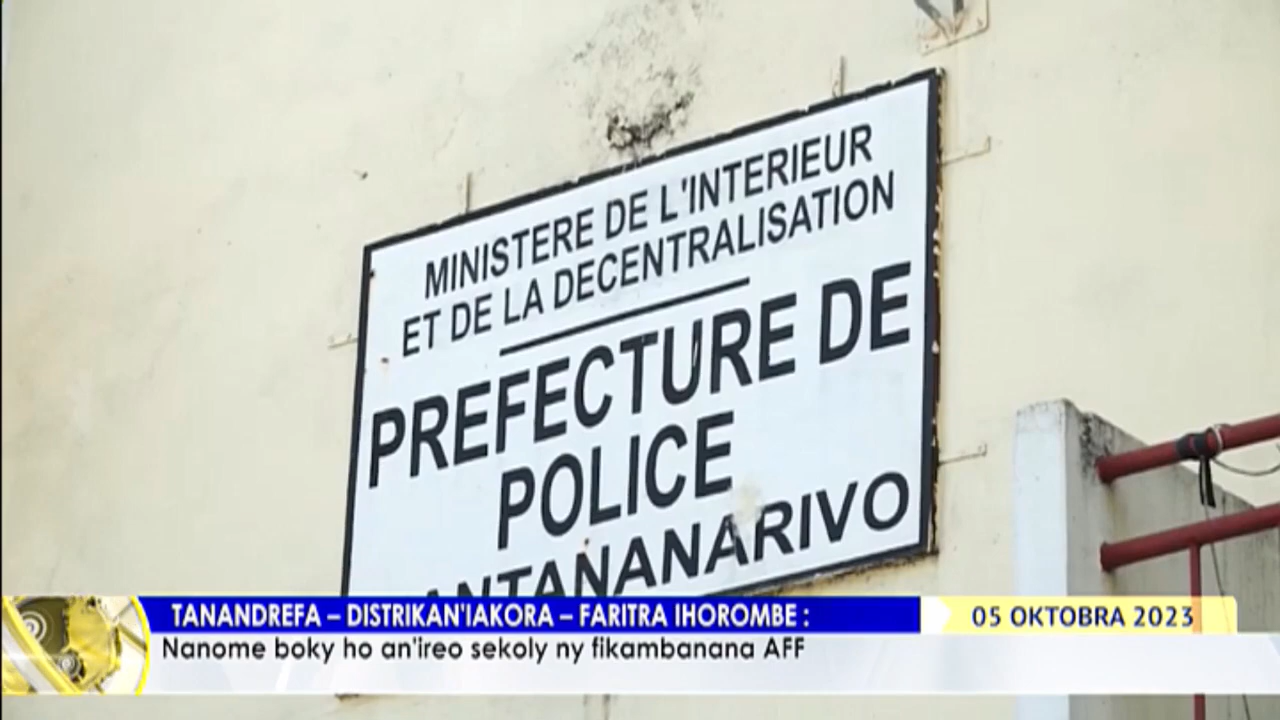 MINISTERE DE L'INTERIEUR
ET DE LA DECENTRALISATION
PREFECTURE DE
POLICE
ANTANANARIVO
TANANDREFA – DISTRIKAN'IAKORA – FARITRA IHOROMBE :
05 OKTOBRA 2023
Nanome boky ho an'ireo sekoly ny fikambanana AFF